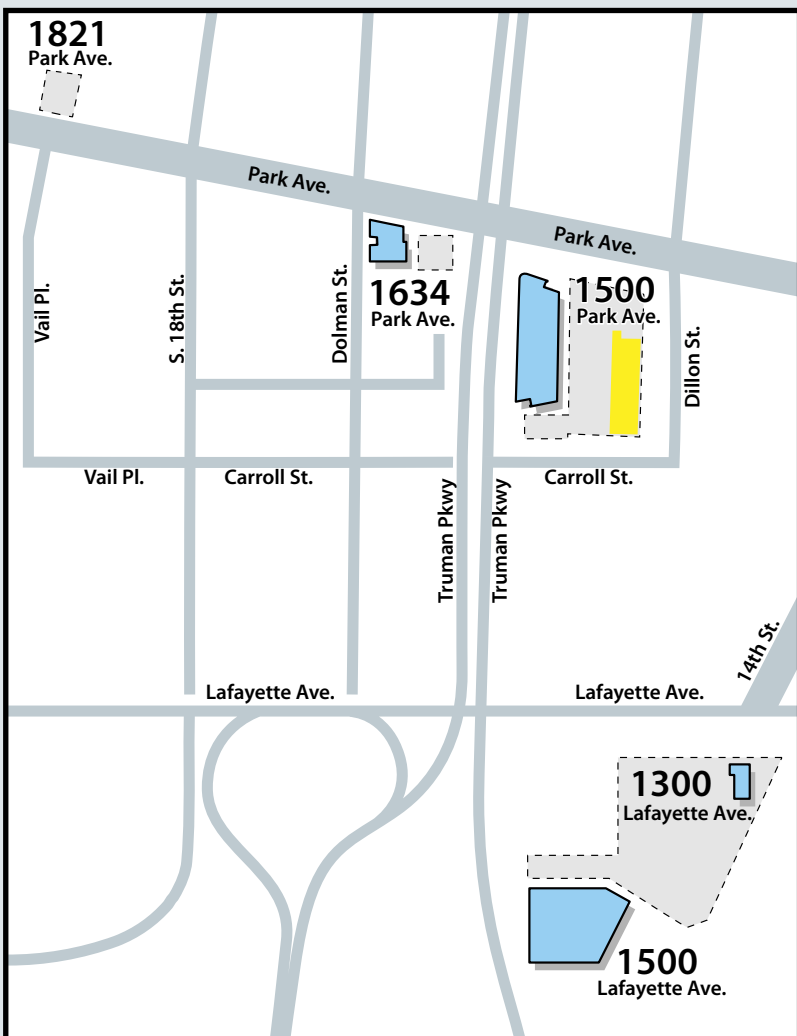 1821
Park Ave.
Park Ave.
Park Ave.
1634
Park Ave.
1500
Park Ave.
Vail Pl.
S. 18th St.
Dolman St.
Dillon St.
Vail Pl.
Carroll St.
Carroll St.
Truman Pkwy
Truman Pkwy
14th St.
Lafayette Ave.
Lafayette Ave.
1300
Lafayette Ave.
1500
Lafayette Ave.